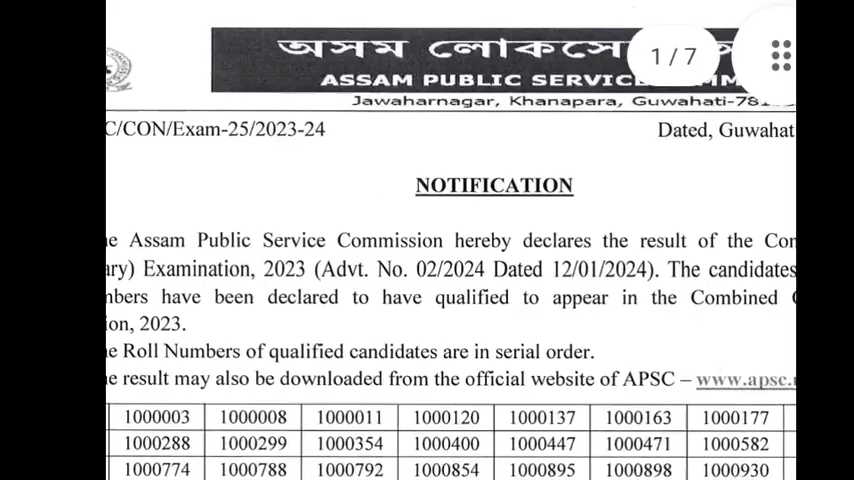 অসম লোকসে
ASSAM PUBLIC SERVICE
1/7
Jawaharnagar, Khanapara, Guwahati-781
C/CON/Exam-25/2023-24
Dated, Guwahat
NOTIFICATION
Assam Public Service Commission hereby declares the result of the
ary) Examination, 2023 (Advt. No. 02/2024 Dated 12/01/2024). The candidates
mbers have been declared to have qualified to appear in the Combined
ion, 2023.
Roll Numbers of qualified candidates are in serial order.
result may also be downloaded from the official website of APSC – www.apsc.
1000003 1000008 1000011 1000120 1000137 1000163 1000177
1000288 1000299 1000354 1000400 1000447 1000471 1000582
1000774 1000788 1000792 1000854 1000895 1000898 1000930